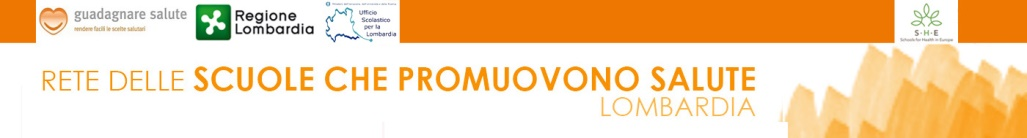 guadagnare salute
rendere facili le scelte salutari
Regione
Lombardia
Ufficio
Scolastico
per la
Lombardia
S·H·E
Schools for Health in Europe
RETE DELLE SCUOLE CHE PROMUOVONO SALUTE
LOMBARDIA